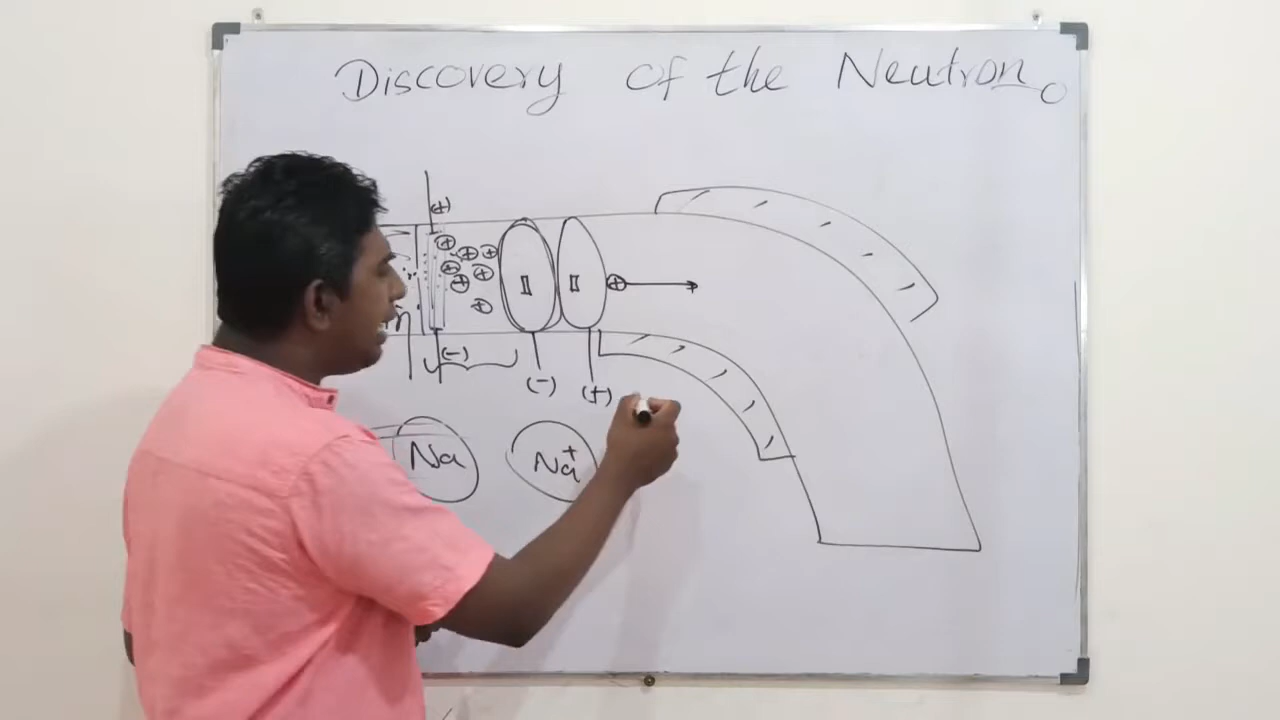 Discovery of the Neutron
(+)
+ + + + + + + +
(-)
(-) (+)
Na Na+